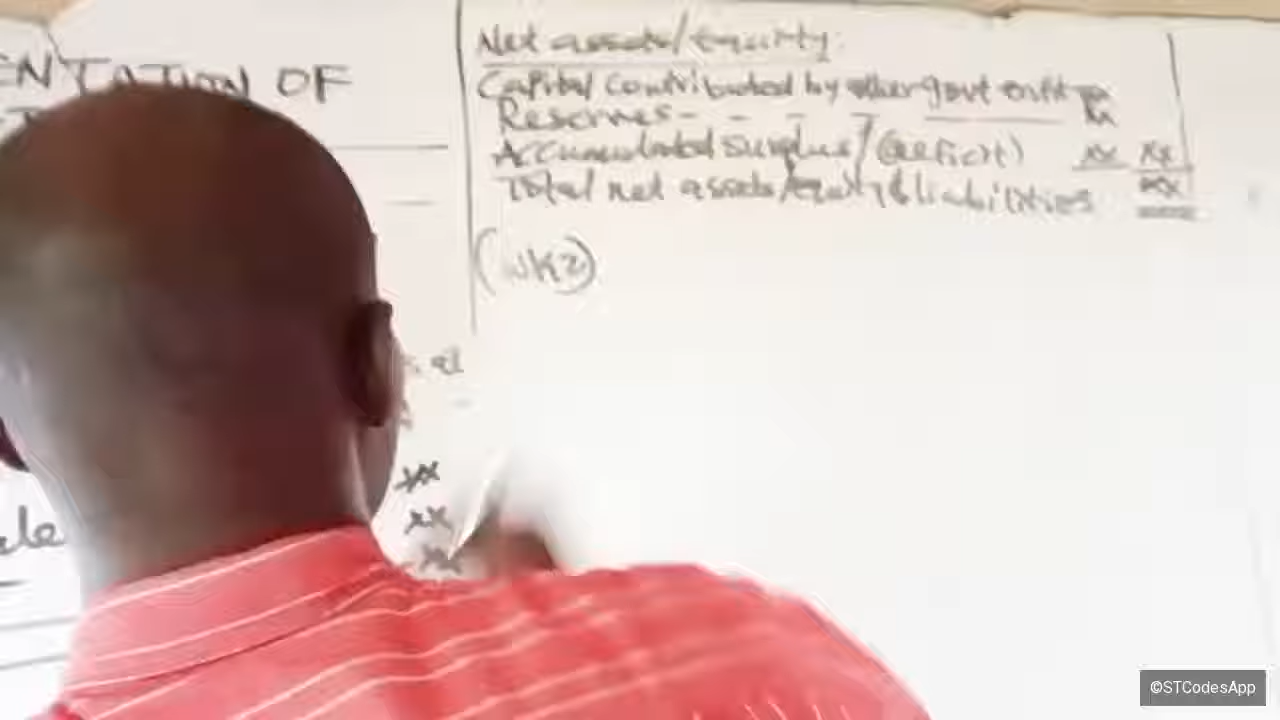 ENTATION OF
Net assets/Equity:
Capital contributed by other govt entities xx
Reserves - - - - xx
Accumulated surplus/(deficit) xx xx
Total net assets/equity & liabilities xx
(WK2)
xx
xx
xx
©STCodesApp